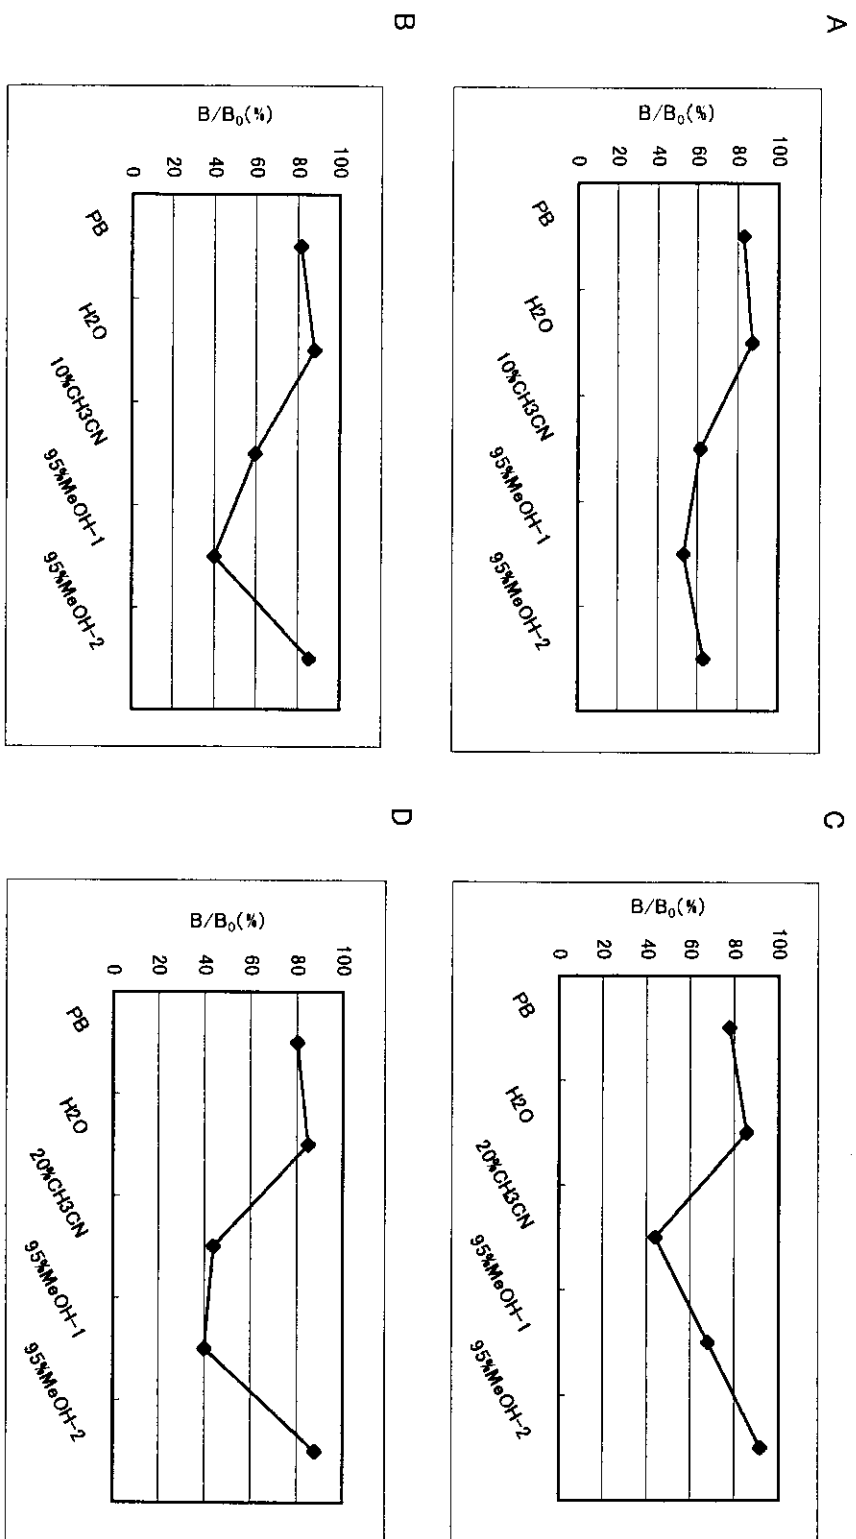 A
B/B₀(%)
100
80
60
40
20
0
PB
H2O
10%CH3CN
95%MeOH-1
95%MeOH-2
B
B/B₀(%)
100
80
60
40
20
0
PB
H2O
10%CH3CN
95%MeOH-1
95%MeOH-2
C
B/B₀(%)
100
80
60
40
20
0
PB
H2O
20%CH3CN
95%MeOH-1
95%MeOH-2
D
B/B₀(%)
100
80
60
40
20
0
PB
H2O
20%CH3CN
95%MeOH-1
95%MeOH-2